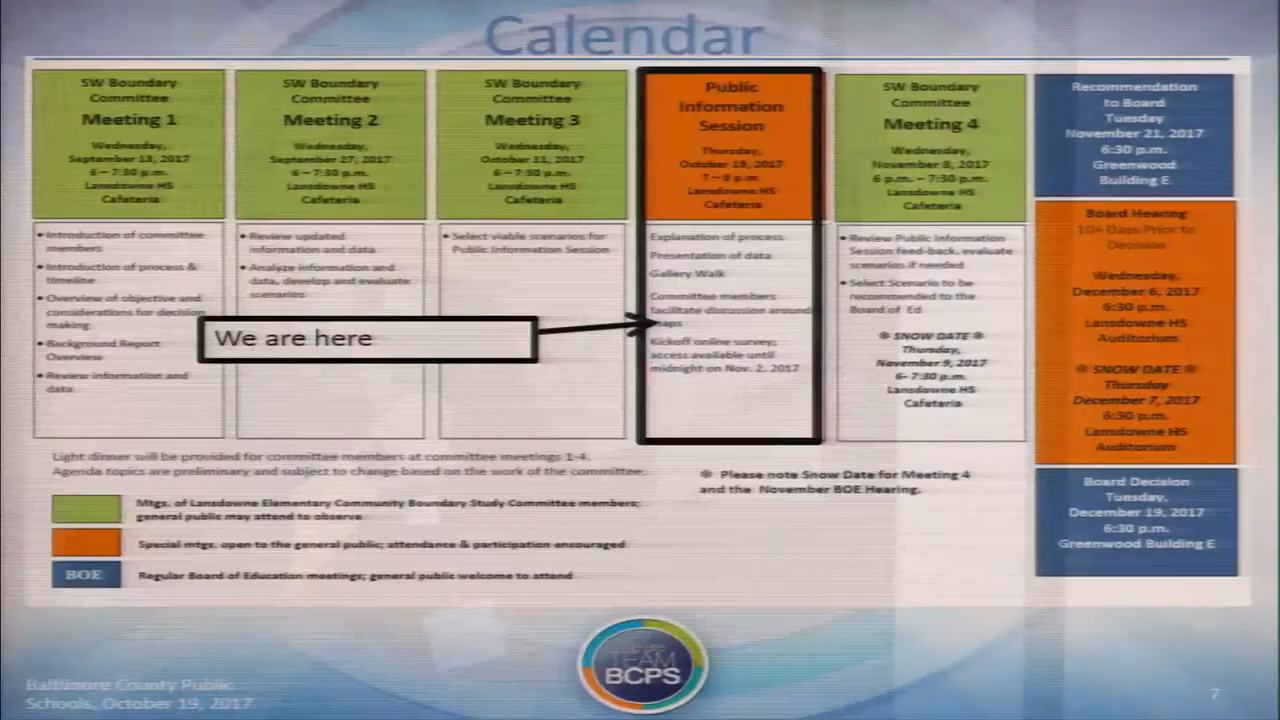 Calendar
SW Boundary
Committee
Meeting 1
Wednesday,
September 13, 2017
6 – 7:30 p.m.
Lansdowne HS
Cafeteria
• Introduction of committee
members
• Introduction of process &
timeline
• Overview of objective and
considerations for decision
making
• Background Report
Overview
• Review information and
data
SW Boundary
Committee
Meeting 2
Wednesday,
September 27, 2017
6 – 7:30 p.m.
Lansdowne HS
Cafeteria
• Review updated
information and data
• Analyze information and
data, develop and evaluate
scenarios
SW Boundary
Committee
Meeting 3
Wednesday,
October 11, 2017
6 – 7:30 p.m.
Lansdowne HS
Cafeteria
• Select viable scenarios for
Public Information Session
We are here
Public
Information
Session
Thursday,
October 19, 2017
7 – 8 p.m.
Lansdowne HS
Cafeteria
Explanation of process
Presentation of data
Gallery Walk
Committee members
facilitate discussion around
maps
Kickoff online survey;
access available until
midnight on Nov. 2, 2017
SW Boundary
Committee
Meeting 4
Wednesday,
November 8, 2017
6 p.m. – 7:30 p.m.
Lansdowne HS
Cafeteria
• Review Public Information
Session feed-back, evaluate
scenarios if needed
• Select Scenario to be
recommended to the
Board of Ed
❄ SNOW DATE ❄
Thursday,
November 9, 2017
6- 7:30 p.m.
Lansdowne HS
Cafeteria
Recommendation
to Board
Tuesday
November 21, 2017
6:30 p.m.
Greenwood
Building E
Board Hearing
10+ Days Prior to
Decision
Wednesday,
December 6, 2017
6:30 p.m.
Lansdowne HS
Auditorium
❄ SNOW DATE ❄
Thursday
December 7, 2017
6:30 p.m.
Lansdowne HS
Auditorium
Board Decision
Tuesday,
December 19, 2017
6:30 p.m.
Greenwood Building E
Light dinner will be provided for committee members at committee meetings 1-4.
Agenda topics are preliminary and subject to change based on the work of the committee.
❄ Please note Snow Date for Meeting 4
and the November BOE Hearing.
Mtgs. of Lansdowne Elementary Community Boundary Study Committee members;
general public may attend to observe
Special mtgs. open to the general public; attendance & participation encouraged
BOE Regular Board of Education meetings; general public welcome to attend
TEAM
BCPS
Baltimore County Public
Schools, October 19, 2017
7